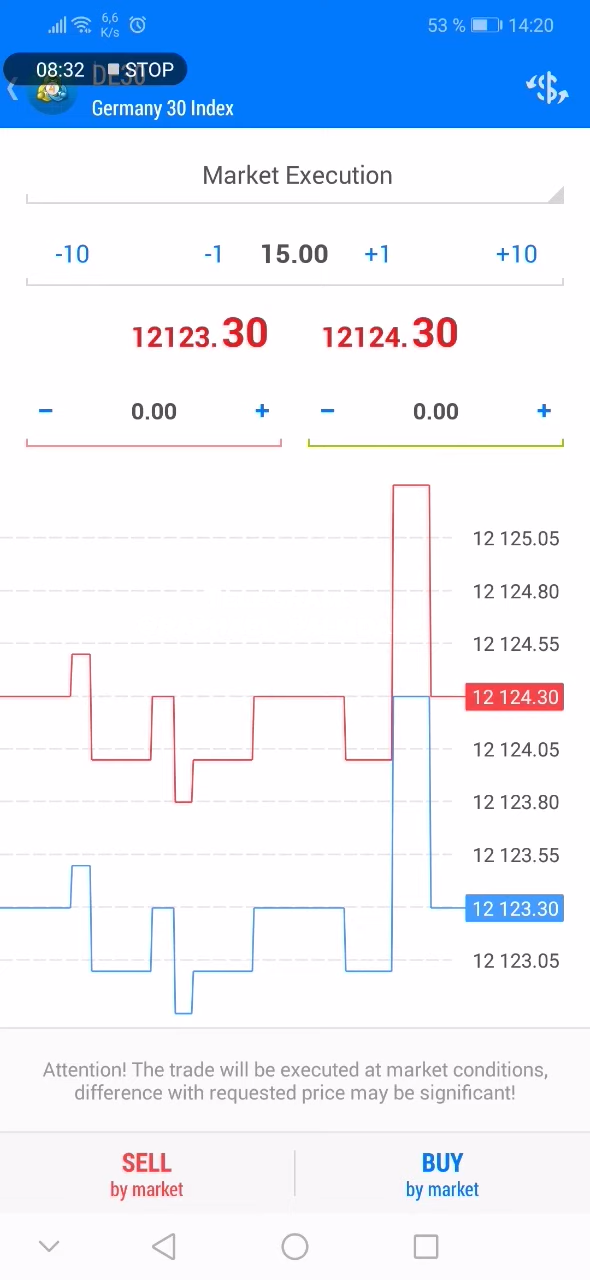 6,6
K/s
53 % 14:20
08:32 STOP
DE30
Germany 30 Index
Market Execution
-10 -1 15.00 +1 +10
12123.30 12124.30
− 0.00 + − 0.00 +
12 125.05
12 124.80
12 124.55
12 124.30
12 124.05
12 123.80
12 123.55
12 123.30
12 123.05
Attention! The trade will be executed at market conditions,
difference with requested price may be significant!
SELL BUY
by market by market